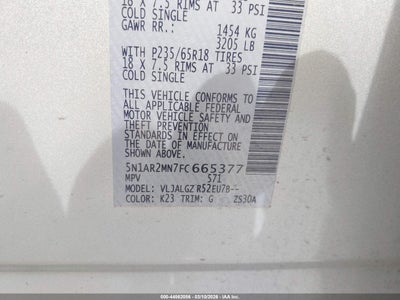 18 X 7.5 RIMS AT 33 PSI
COLD SINGLE
GAWR RR.: 1454 KG
3205 LB
WITH P235/65R18 TIRES
18 X 7.5 RIMS AT 33 PSI
COLD SINGLE
THIS VEHICLE CONFORMS TO
ALL APPLICABLE FEDERAL
MOTOR VEHICLE SAFETY AND
THEFT PREVENTION
STANDARDS IN EFFECT ON
THE DATE OF MANUFACTURE
SHOWN ABOVE.
5N1AR2MN7FC665377
MPV S71
MODEL: VLJALGZ R52EU7B--
COLOR: K23 TRIM: G ZS30A